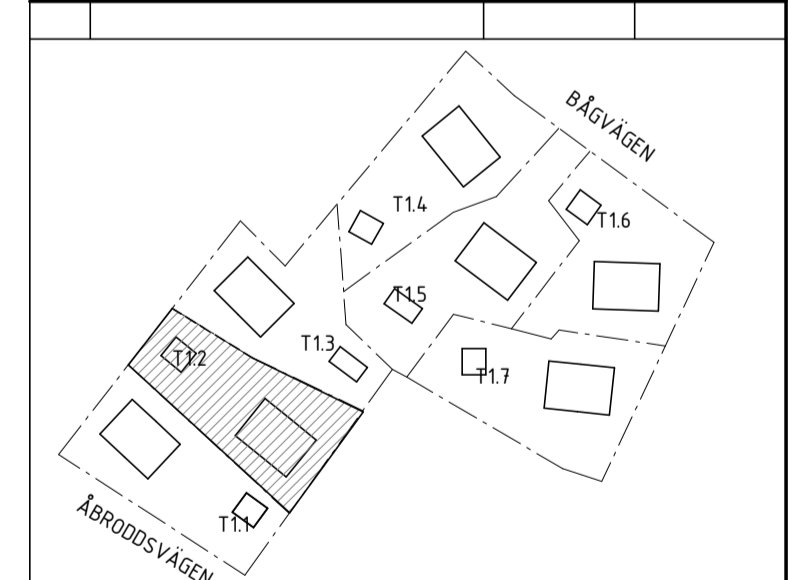 BÅGVÄGEN
T1.4
T1.6
T1.5
T1.3
T1.2
T1.7
T1.1
ÅBRODDSVÄGEN